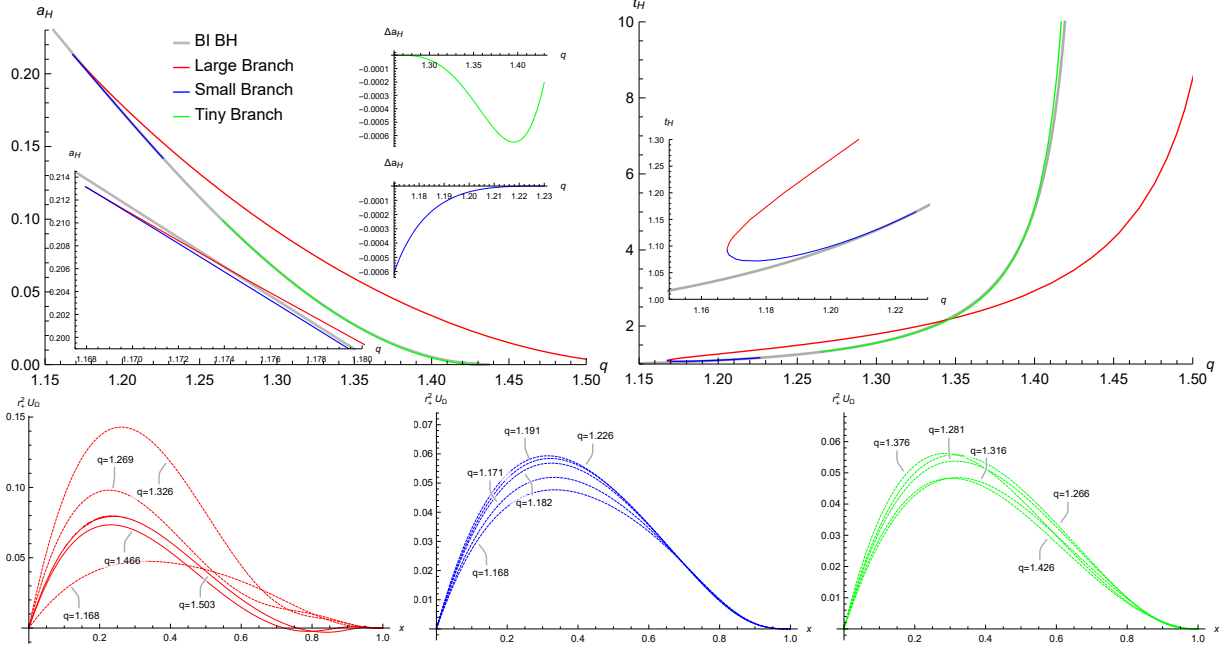 a_H
0.20
0.15
0.10
0.05
0.00
1.15 1.20 1.25 1.30 1.35 1.40 1.45 1.50 q
BI BH
Large Branch
Small Branch
Tiny Branch
Δa_H
1.30 1.35 1.40 q
-0.0001
-0.0002
-0.0003
-0.0004
-0.0005
-0.0006
Δa_H
1.18 1.19 1.20 1.21 1.22 1.23 q
-0.0001
-0.0002
-0.0003
-0.0004
-0.0005
-0.0006
a_H
0.214
0.212
0.210
0.208
0.206
0.204
0.202
0.200
1.168 1.170 1.172 1.174 1.176 1.178 1.180 q
t_H
10
8
6
4
2
1.15 1.20 1.25 1.30 1.35 1.40 1.45 1.50 q
t_H
1.30
1.25
1.20
1.15
1.10
1.05
1.00
1.16 1.18 1.20 1.22 q
r_+^2 U_Ω
0.15
0.10
0.05
q=1.269
q=1.326
q=1.466
q=1.168
q=1.503
0.0 0.2 0.4 0.6 0.8 1.0 x
r_+^2 U_Ω
0.07
0.06
0.05
0.04
0.03
0.02
0.01
q=1.191
q=1.226
q=1.171
q=1.182
q=1.168
0.0 0.2 0.4 0.6 0.8 1.0 x
r_+^2 U_Ω
0.06
0.05
0.04
0.03
0.02
0.01
q=1.376
q=1.281
q=1.316
q=1.266
q=1.426
0.0 0.2 0.4 0.6 0.8 1.0 x